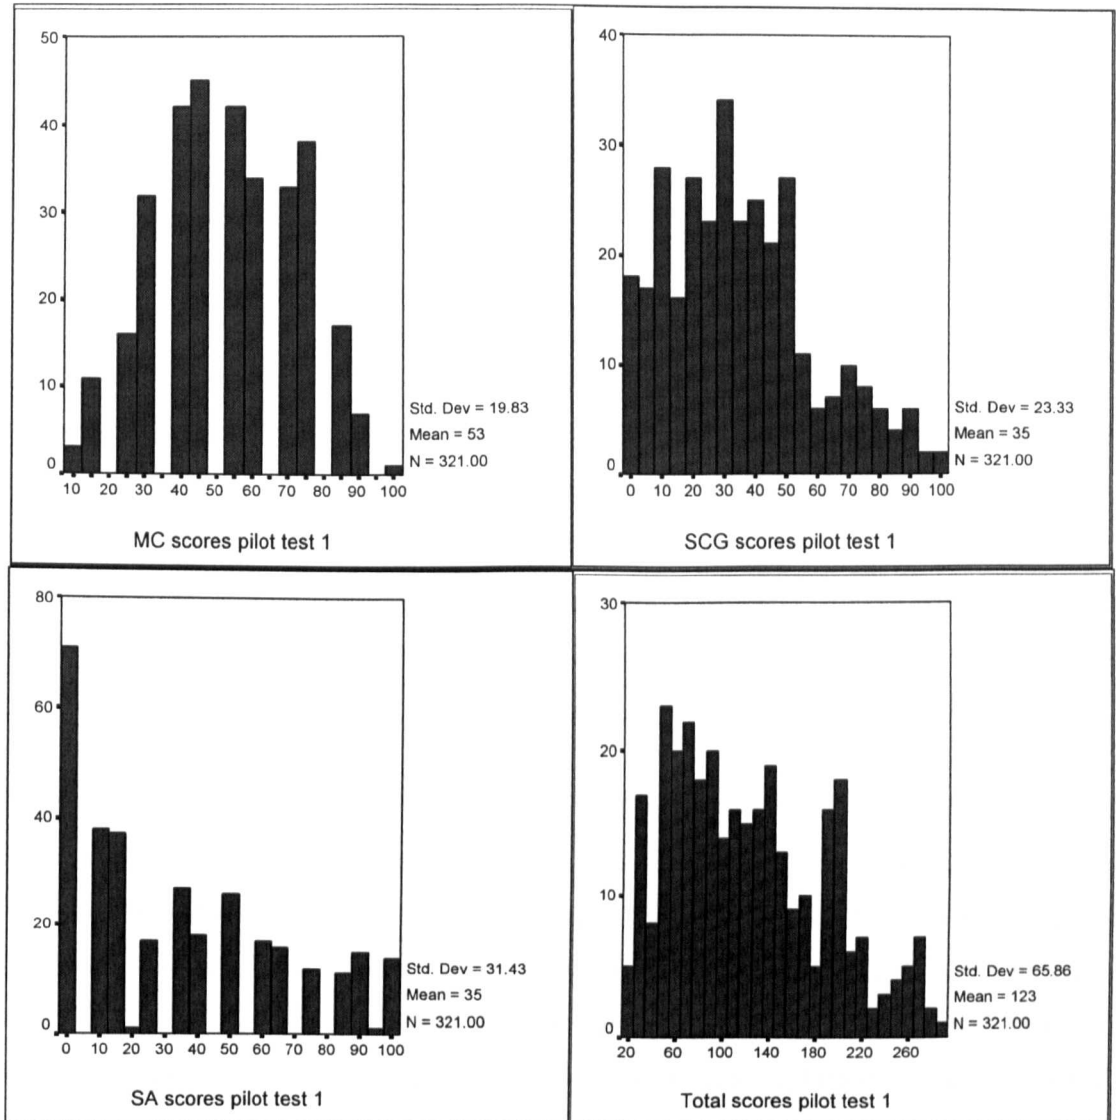 50
40
30
20
10
0
10 20 30 40 50 60 70 80 90 100
Std. Dev = 19.83
Mean = 53
N = 321.00
MC scores pilot test 1
40
30
20
10
0
0 10 20 30 40 50 60 70 80 90 100
Std. Dev = 23.33
Mean = 35
N = 321.00
SCG scores pilot test 1
80
60
40
20
0
0 10 20 30 40 50 60 70 80 90 100
Std. Dev = 31.43
Mean = 35
N = 321.00
SA scores pilot test 1
30
20
10
0
20 60 100 140 180 220 260
Std. Dev = 65.86
Mean = 123
N = 321.00
Total scores pilot test 1